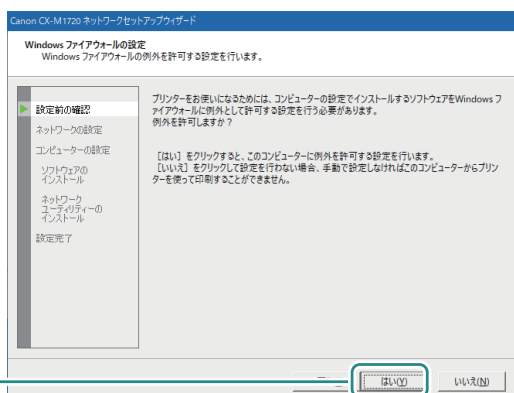 Canon CX-M1720 ネットワークセットアップウィザード
Windows ファイアウォールの設定
Windows ファイアウォールの例外を許可する設定を行います。
設定前の確認
ネットワークの設定
コンピューターの設定
ソフトウェアの
インストール
ネットワーク
ユーティリティーの
インストール
設定完了
プリンターをお使いになるためには、コンピューターの設定でインストールするソフトウェアをWindows フ
ァイアウォールに例外として許可する設定を行う必要があります。
例外を許可しますか？
［はい］をクリックすると、このコンピューターに例外を許可する設定を行います。
［いいえ］をクリックして設定を行わない場合、手動で設定しなければこのコンピューターからプリン
ターを使って印刷することができません。
はい(Y)
いいえ(N)